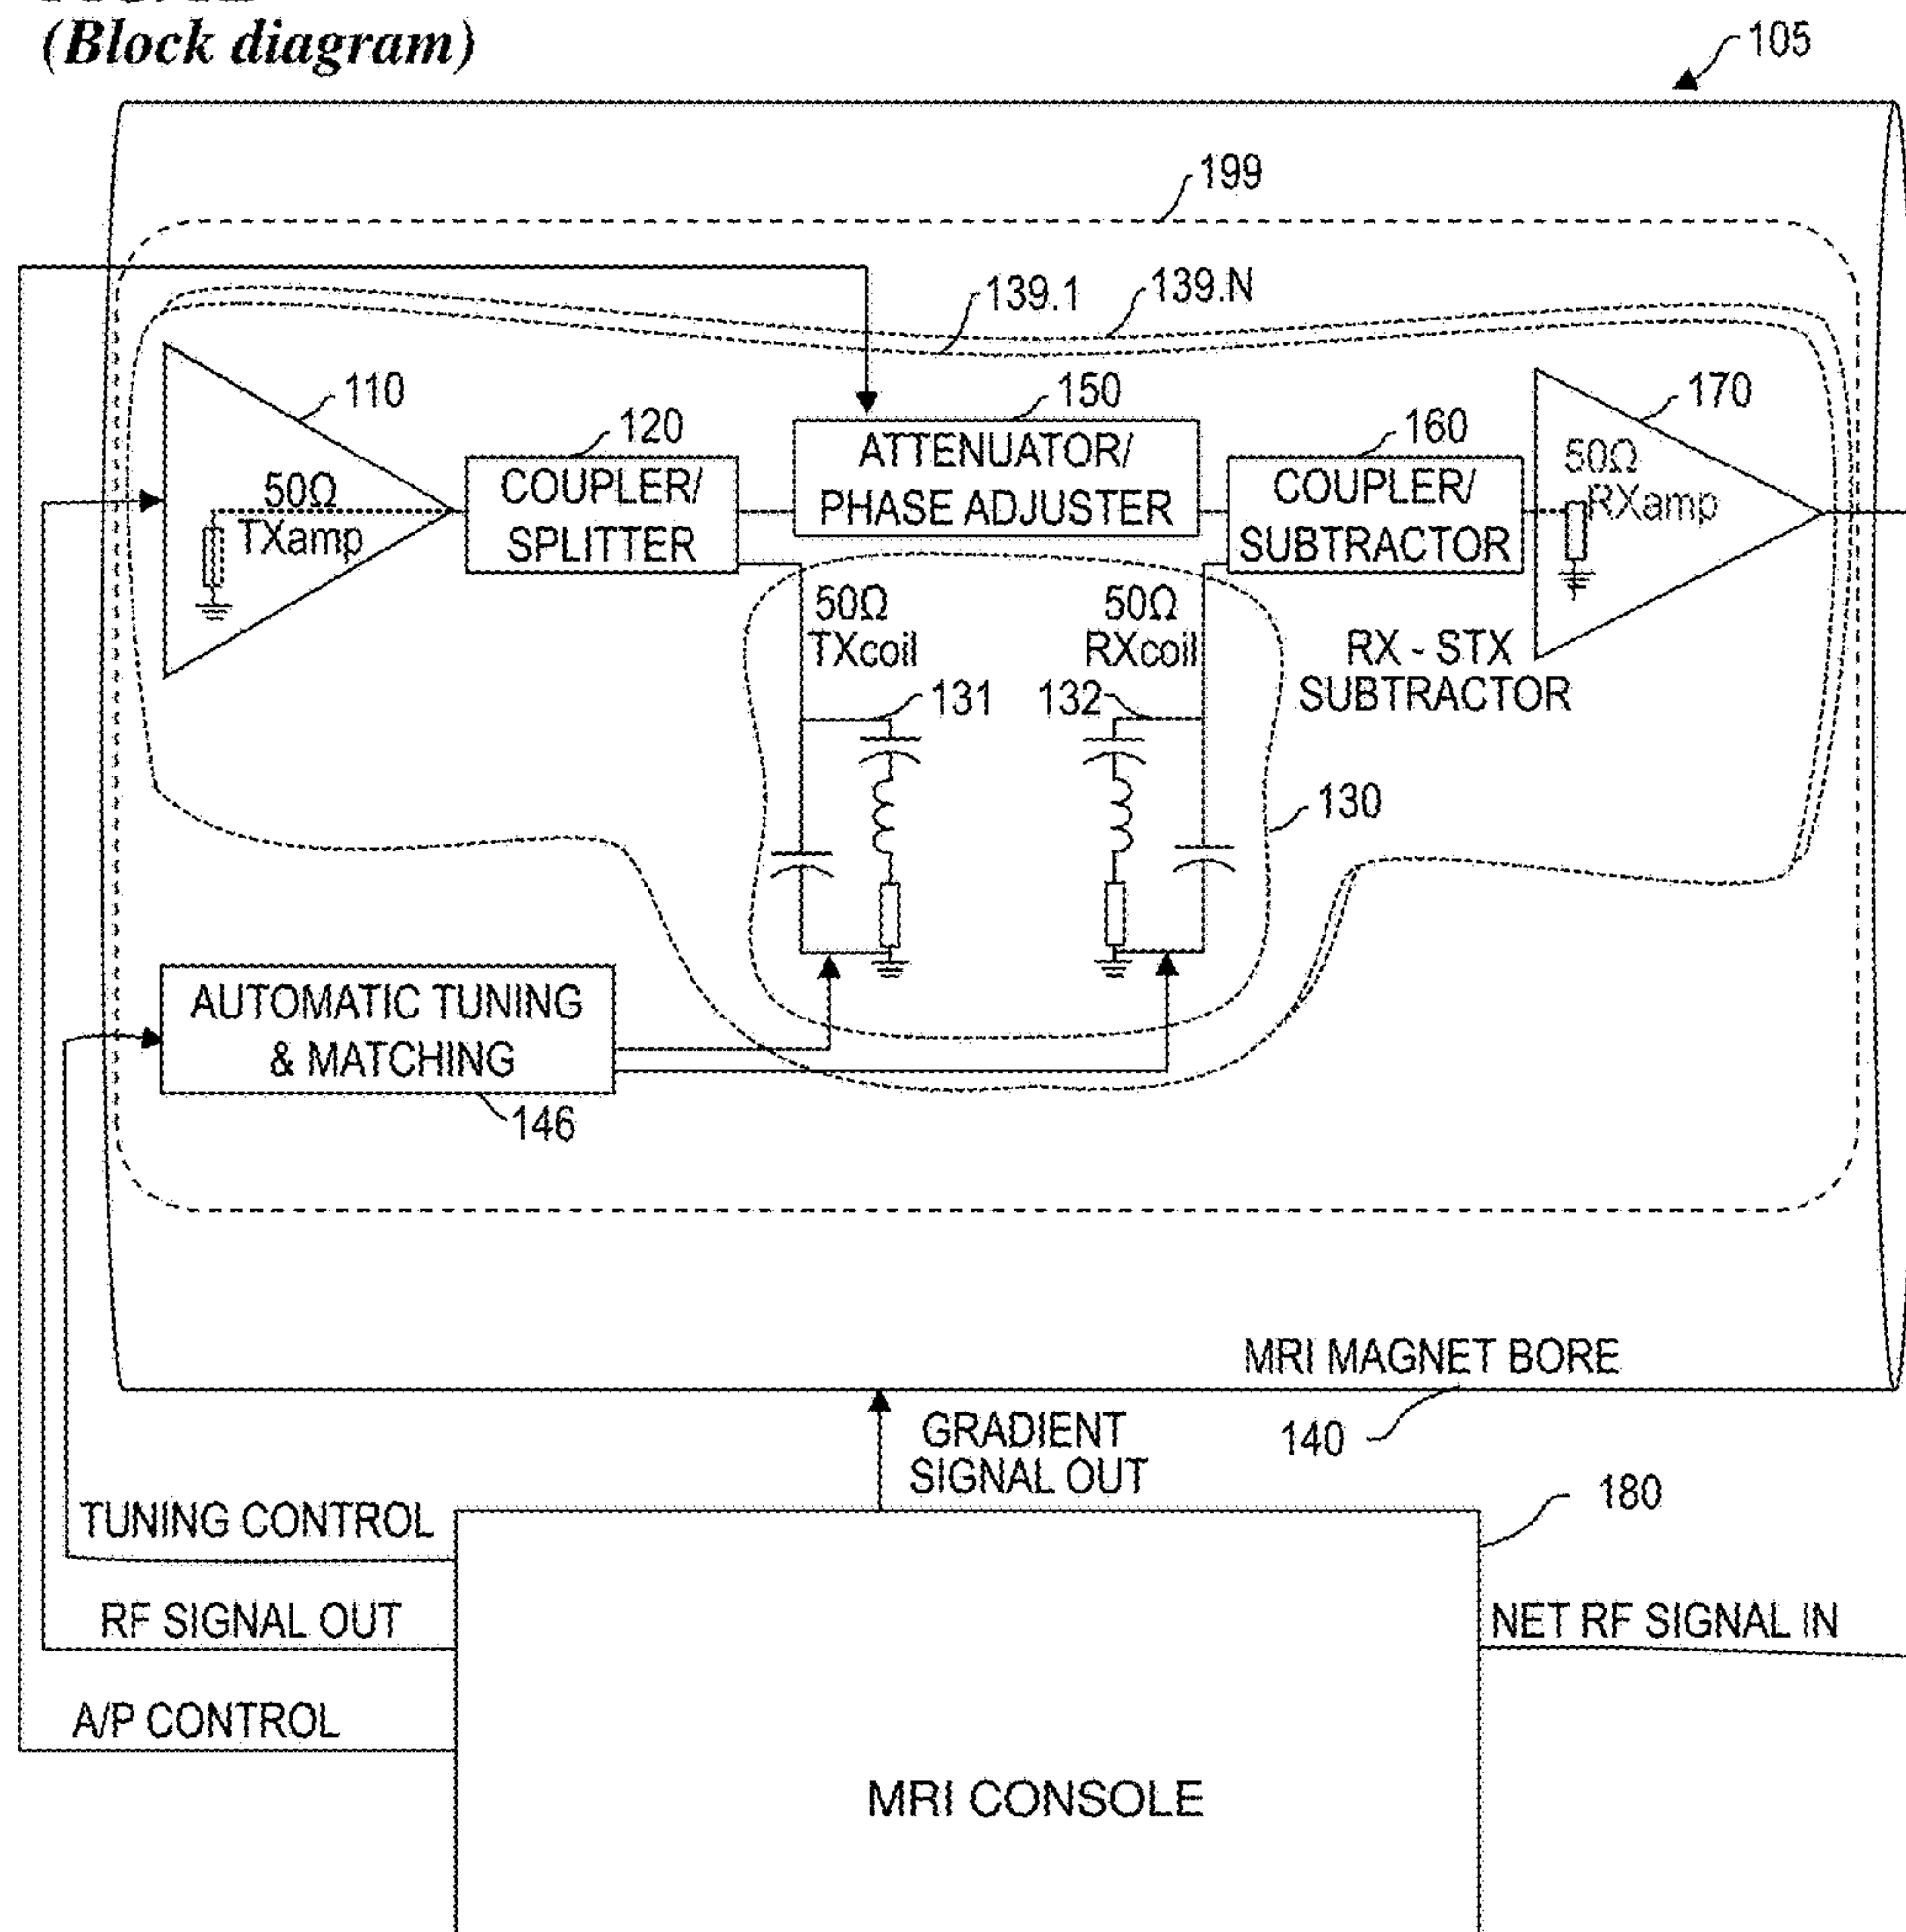 (Block diagram)
105
199
139.1
139.N
110
120
150
160
170
50Ω
TXamp
COUPLER/
SPLITTER
ATTENUATOR/
PHASE ADJUSTER
COUPLER/
SUBTRACTOR
50Ω
RXamp
50Ω
TXcoil
50Ω
RXcoil
RX - STX
SUBTRACTOR
131
132
130
AUTOMATIC TUNING
& MATCHING
146
MRI MAGNET BORE
140
GRADIENT
SIGNAL OUT
180
TUNING CONTROL
RF SIGNAL OUT
A/P CONTROL
NET RF SIGNAL IN
MRI CONSOLE